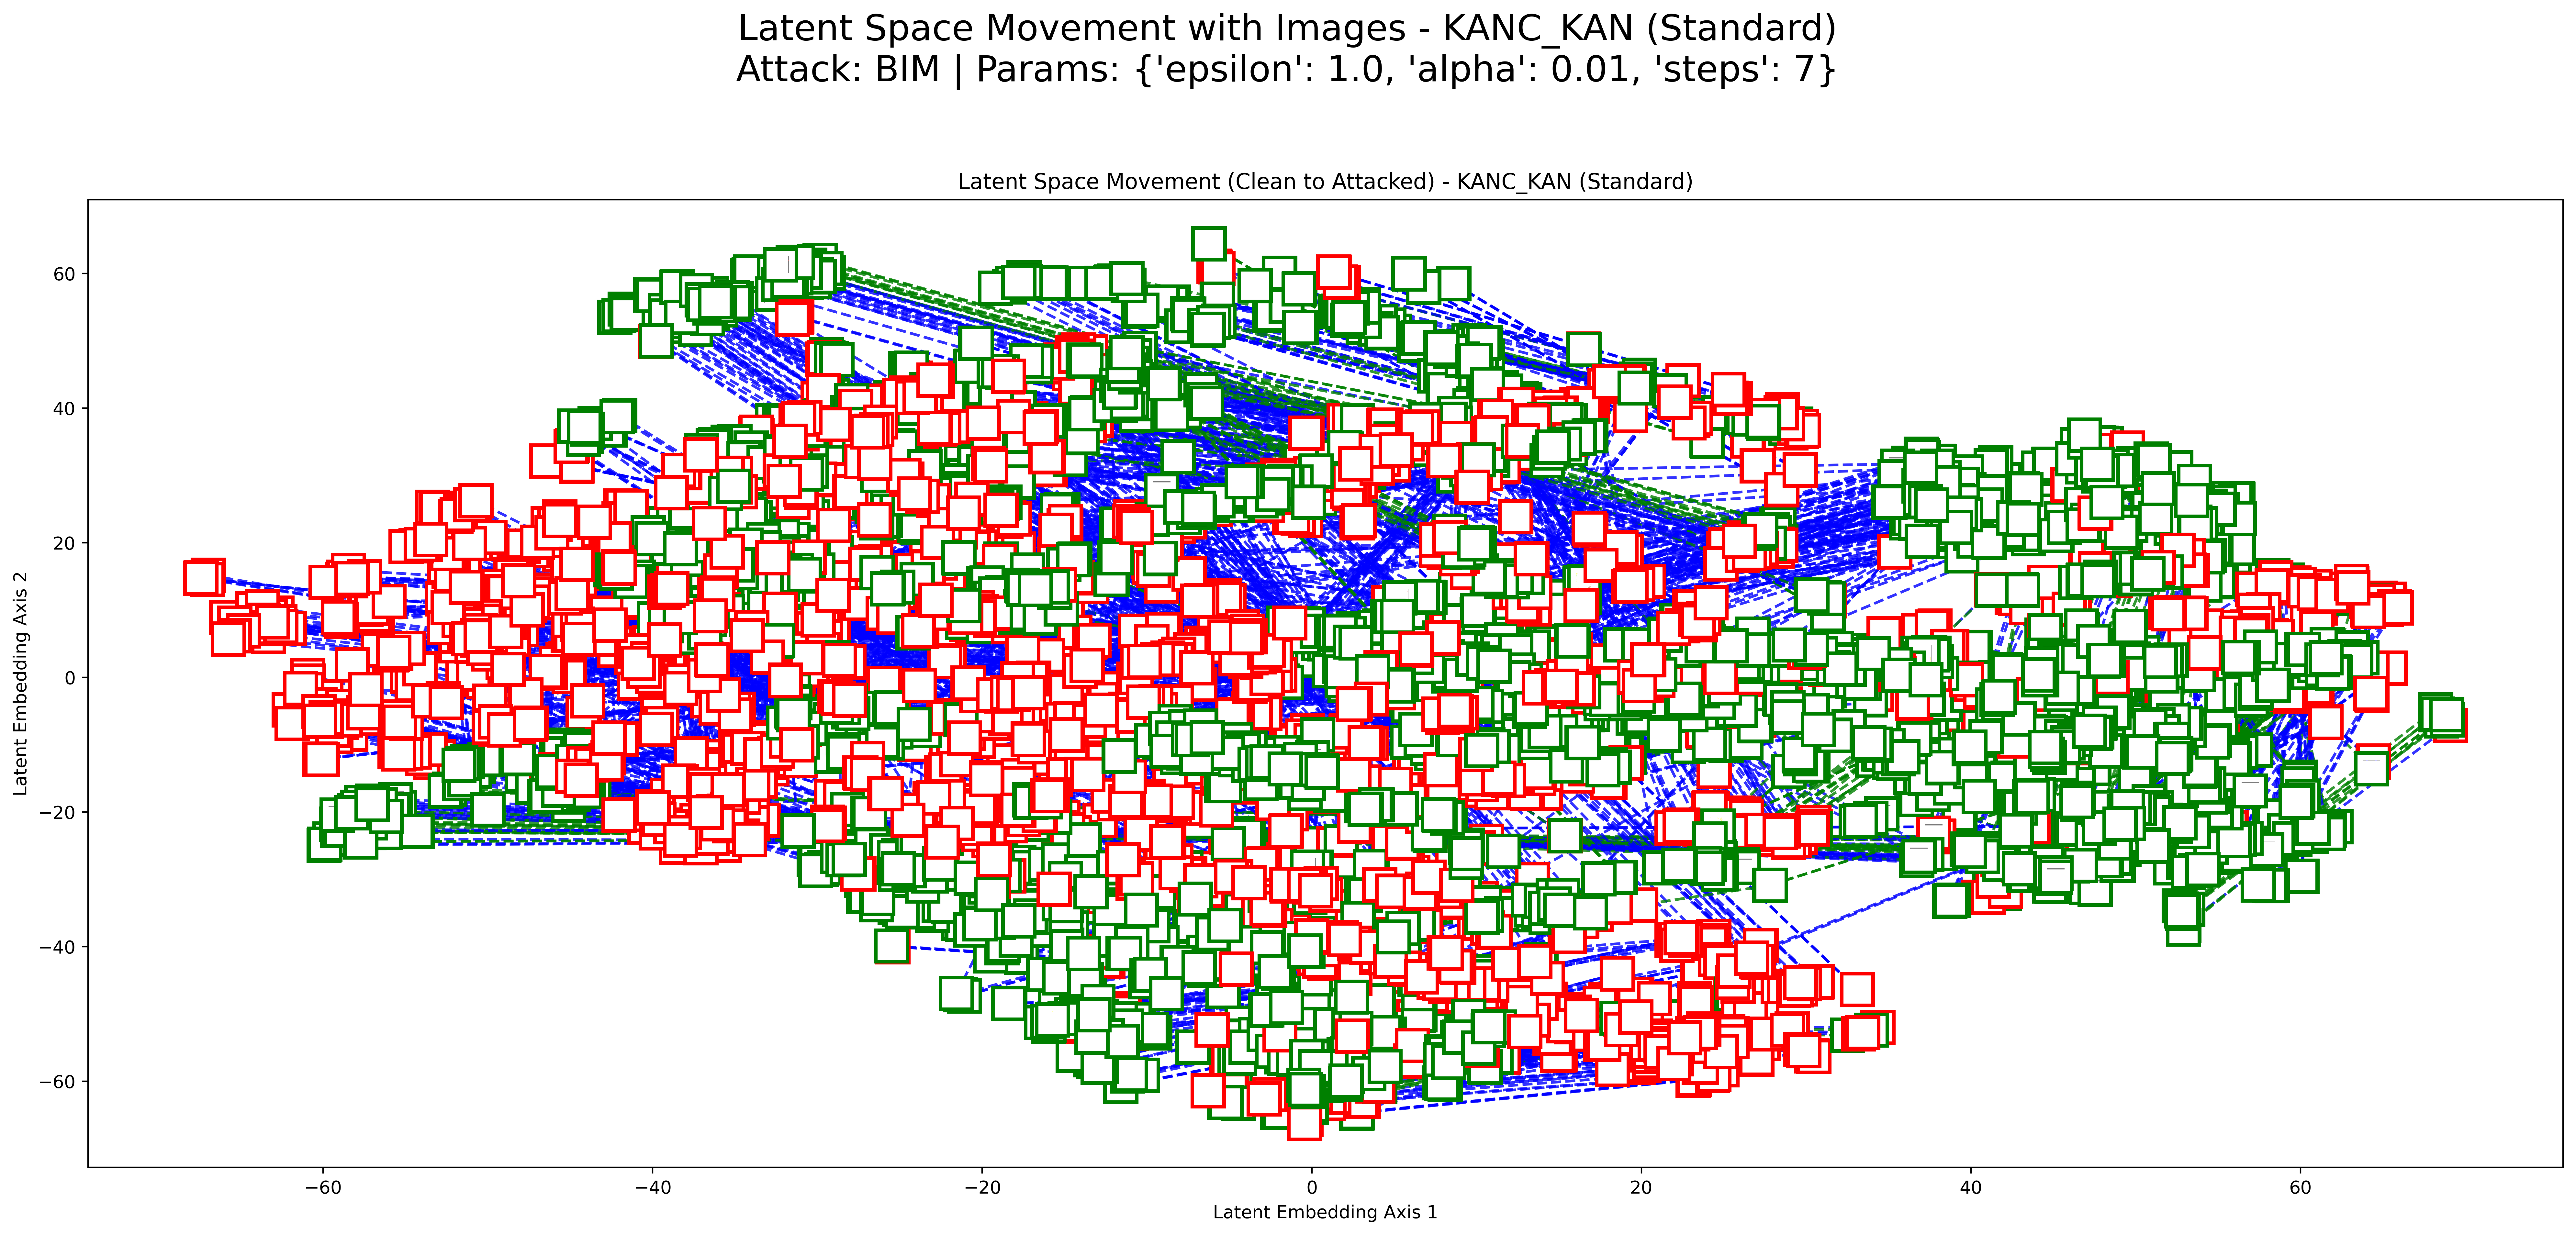 Latent Space Movement with Images - KANC_KAN (Standard)
Attack: BIM | Params: {'epsilon': 1.0, 'alpha': 0.01, 'steps': 7}
Latent Space Movement (Clean to Attacked) - KANC_KAN (Standard)
Latent Embedding Axis 2
60
40
20
0
−20
−40
−60
−60
−40
−20
0
20
40
60
Latent Embedding Axis 1